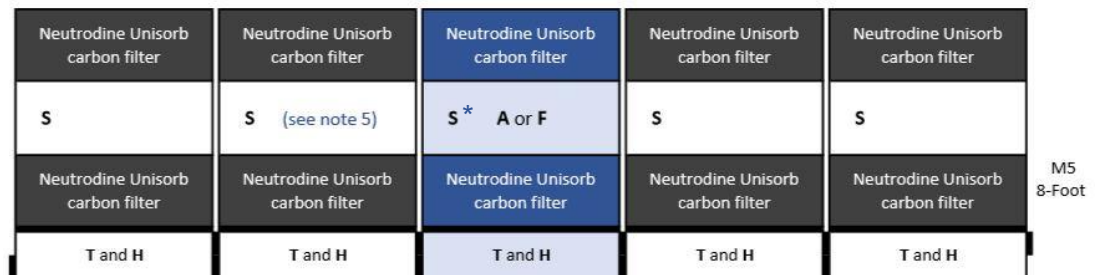 Neutrodine Unisorb Neutrodine Unisorb Neutrodine Unisorb Neutrodine Unisorb Neutrodine Unisorb
carbon filter carbon filter carbon filter carbon filter carbon filter
S S (see note 5) S* A or F S S
Neutrodine Unisorb Neutrodine Unisorb Neutrodine Unisorb Neutrodine Unisorb Neutrodine Unisorb
carbon filter carbon filter carbon filter carbon filter carbon filter
M5
8-Foot
T and H T and H T and H T and H T and H